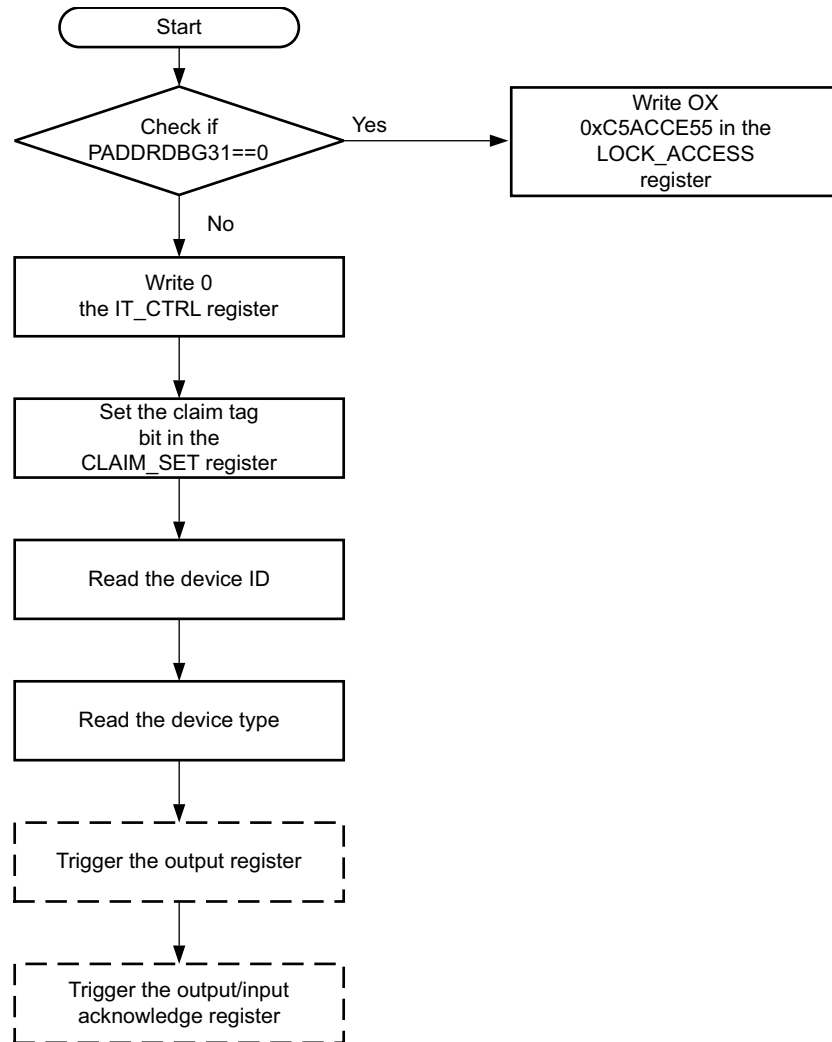 Start
Check if
PADDRDBG31==0
Yes
Write OX
0xC5ACCE55 in the
LOCK_ACCESS
register
No
Write 0
the IT_CTRL register
Set the claim tag
bit in the
CLAIM_SET register
Read the device ID
Read the device type
Trigger the output register
Trigger the output/input
acknowledge register